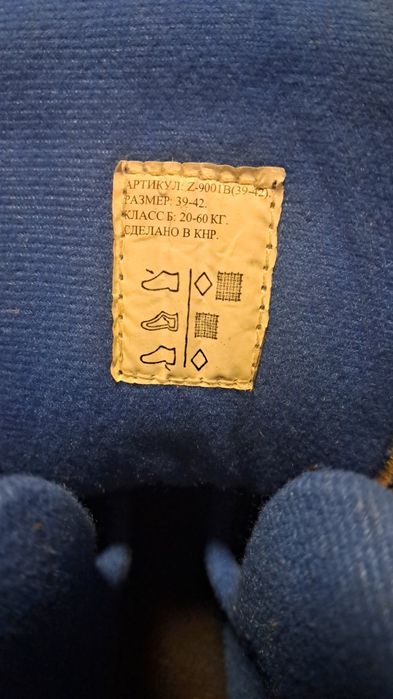 АРТИКУЛ: Z-9001B(39-42).
РАЗМЕР: 39-42.
КЛАСС Б: 20-60 КГ.
СДЕЛАНО В КНР.